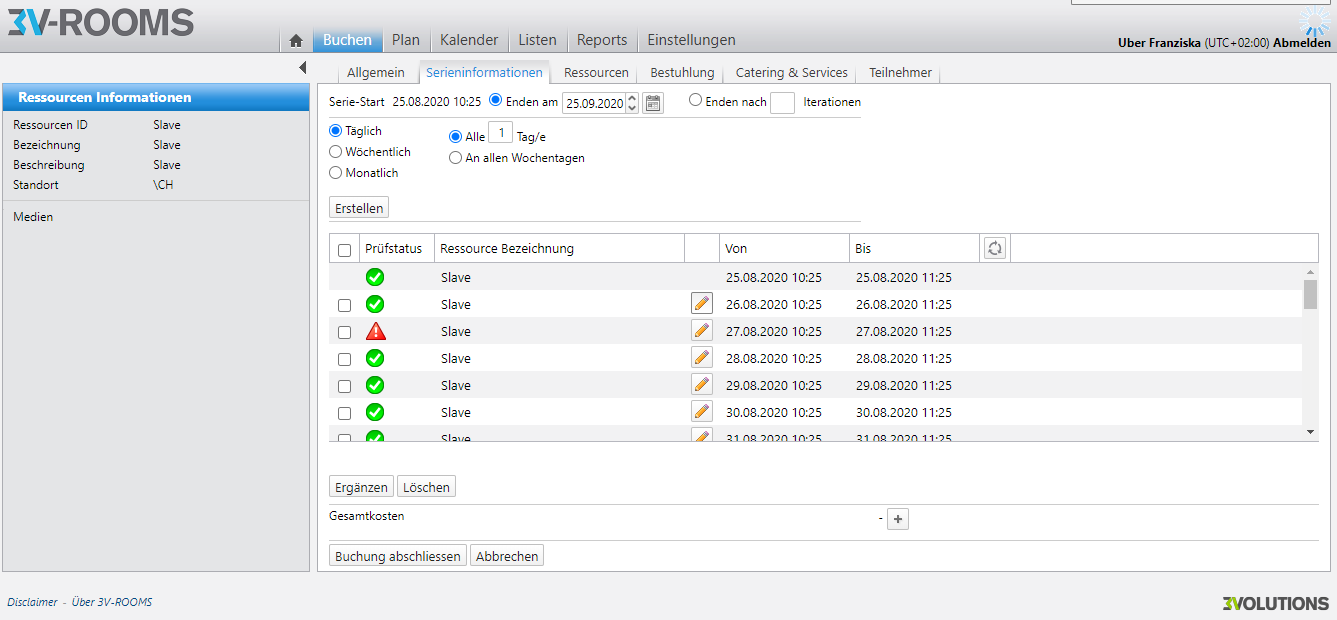 3V-ROOMS
Buchen Plan Kalender Listen Reports Einstellungen
Uber Franziska (UTC+02:00) Abmelden
Allgemein Serieninformationen Ressourcen Bestuhlung Catering & Services Teilnehmer
Ressourcen Informationen
Ressourcen ID Slave
Bezeichnung Slave
Beschreibung Slave
Standort \CH
Medien
Serie-Start 25.08.2020 10:25 Enden am 25.09.2020 Enden nach Iterationen
Täglich
Wöchentlich
Monatlich
Alle 1 Tag/e
An allen Wochentagen
Erstellen
Prüfstatus Ressource Bezeichnung Von Bis
Slave 25.08.2020 10:25 25.08.2020 11:25
Slave 26.08.2020 10:25 26.08.2020 11:25
Slave 27.08.2020 10:25 27.08.2020 11:25
Slave 28.08.2020 10:25 28.08.2020 11:25
Slave 29.08.2020 10:25 29.08.2020 11:25
Slave 30.08.2020 10:25 30.08.2020 11:25
Slave 31.08.2020 10:25 31.08.2020 11:25
Ergänzen Löschen
Gesamtkosten - +
Buchung abschliessen Abbrechen
Disclaimer - Über 3V-ROOMS
3VOLUTIONS